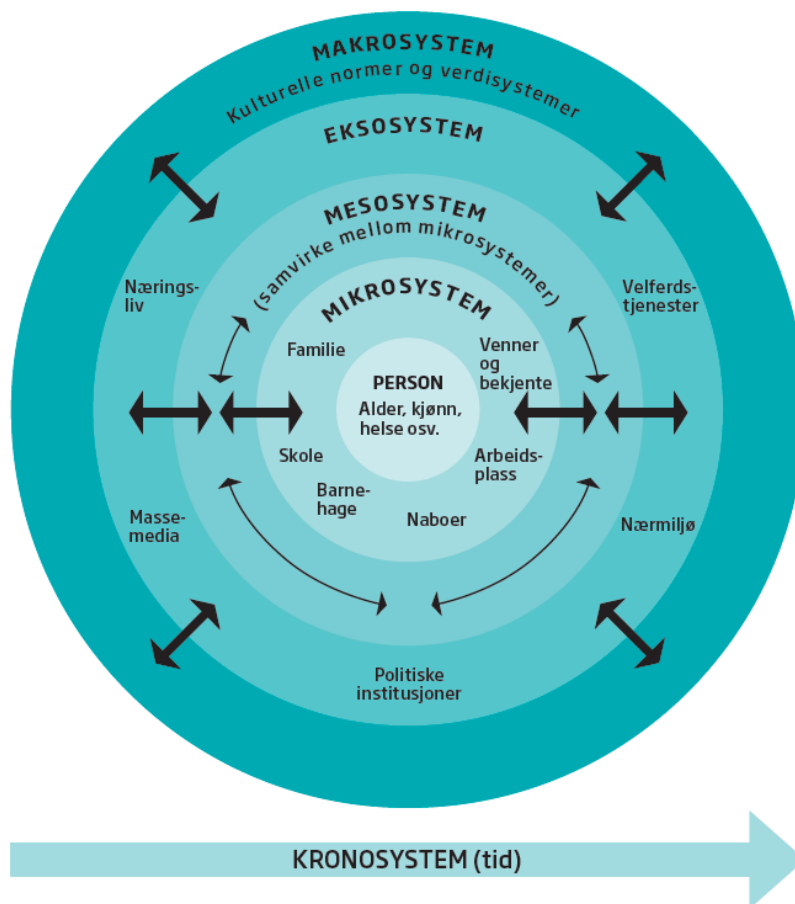 MAKROSYSTEM
Kulturelle normer og verdisystemer
EKSOSYSTEM
MESOSYSTEM
(samvirke mellom mikrosystemer)
MIKROSYSTEM
Nærings-
liv
Velferds-
tjenester
Familie
Venner
og
bekjente
PERSON
Alder, kjønn,
helse osv.
Skole
Arbeids-
plass
Barne-
hage
Naboer
Masse-
media
Nærmiljø
Politiske
institusjoner
KRONOSYSTEM (tid)